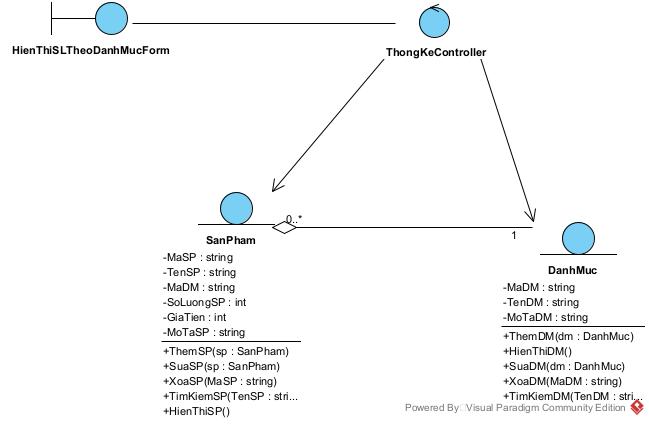 HienThiSLTheoDanhMucForm
ThongKeController
0..*
1
SanPham
-MaSP : string
-TenSP : string
-MaDM : string
-SoLuongSP : int
-GiaTien : int
-MoTaSP : string
+ThemSP(sp : SanPham)
+SuaSP(sp : SanPham)
+XoaSP(MaSP : string)
+TimKiemSP(TenSP : stri...
+HienThiSP()
DanhMuc
-MaDM : string
-TenDM : string
-MoTaDM : string
+ThemDM(dm : DanhMuc)
+HienThiDM()
+SuaDM(dm : DanhMuc)
+XoaDM(MaDM : string)
+TimKiemDM(TenDM : stri...
Powered By: Visual Paradigm Community Edition